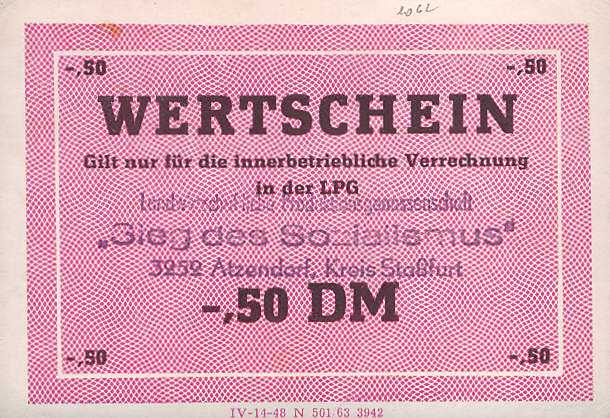 2062
-,50 -,50
WERTSCHEIN
Gilt nur für die innerbetriebliche Verrechnung
in der LPG
Landwirtschaftliche Produktionsgenossenschaft
„Sieg des Sozialismus"
3252 Atzendorf, Kreis Staßfurt
-,50 DM
-,50 -,50
IV-14-48 N 501 63 3942